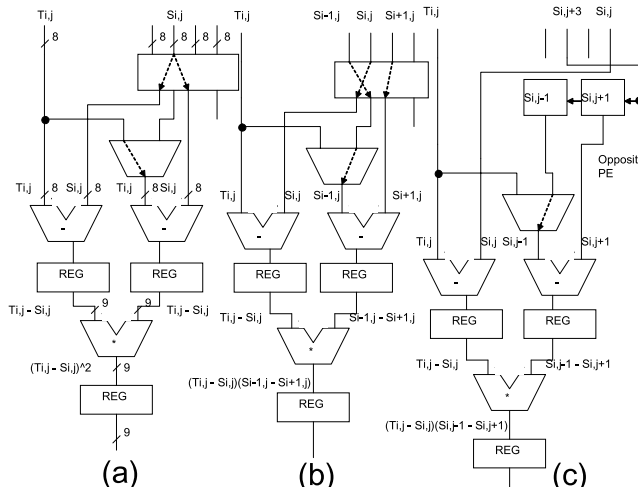 Ti,j
8
Si,j
8
8
8
8
Ti,j
8
Si,j
8
Ti,j
8
Si,j
8
-
-
REG
REG
Ti,j - Si,j
9
9
Ti,j - Si,j
*
(Ti,j - Si,j)^2
9
REG
9
(a)
Ti,j
Si-1,j
Si,j
Si+1,j
Ti,j
Si,j
Si-1,j
Si+1,j
-
-
REG
REG
Ti,j - Si,j
Si-1,j - Si+1,j
*
(Ti,j - Si,j)(Si-1,j - Si+1,j)
REG
(b)
Ti,j
Si,j+3
Si,j
Si,j-1
Si,j+1
Opposite
PE
Ti,j
Si,j
Si,j-1
Si,j+1
-
-
REG
REG
Ti,j - Si,j
Si,j-1 - Si,j+1
*
(Ti,j - Si,j)(Si,j-1 - Si,j+1)
REG
(c)